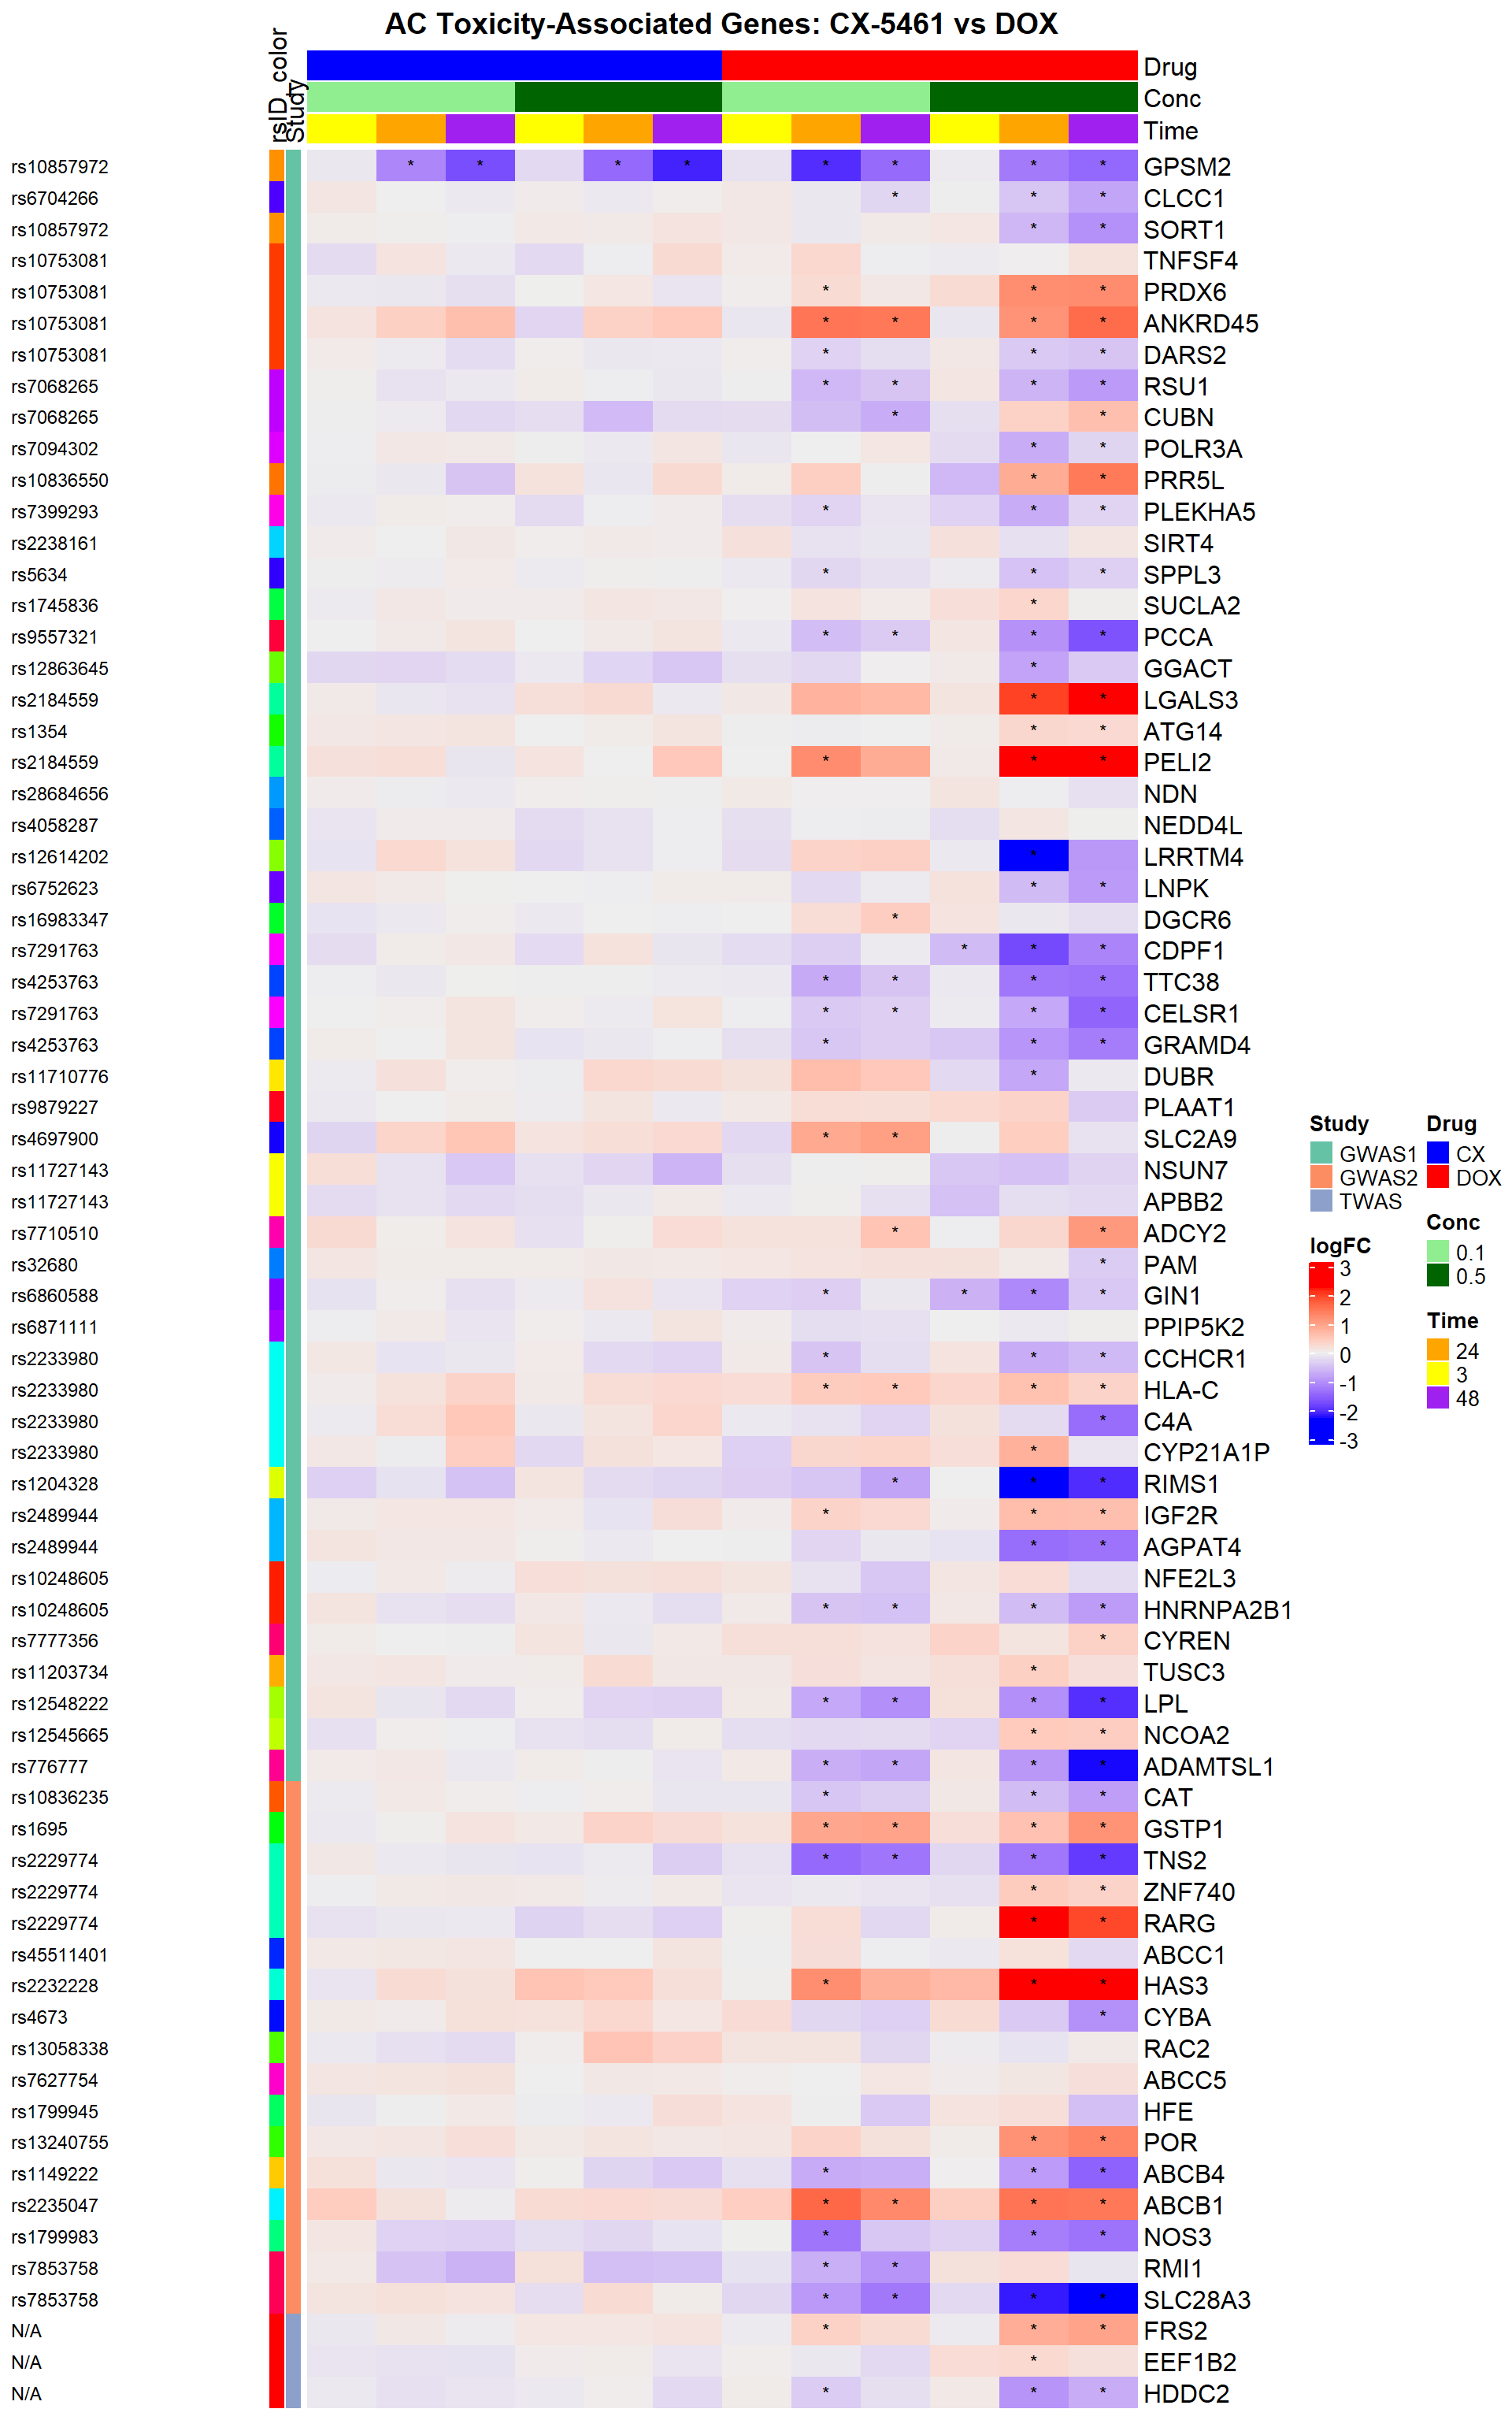 AC Toxicity-Associated Genes: CX-5461 vs DOX
rsID_color
Study
Drug
Conc
Time
rs10857972 * * * * * * * * GPSM2
rs6704266 * * * CLCC1
rs10857972 * * SORT1
rs10753081 TNFSF4
rs10753081 * * * PRDX6
rs10753081 * * * * ANKRD45
rs10753081 * * * DARS2
rs7068265 * * * * RSU1
rs7068265 * * CUBN
rs7094302 * * POLR3A
rs10836550 * * PRR5L
rs7399293 * * * PLEKHA5
rs2238161 SIRT4
rs5634 * * * SPPL3
rs1745836 * SUCLA2
rs9557321 * * * * PCCA
rs12863645 * GGACT
rs2184559 * * LGALS3
rs1354 * * ATG14
rs2184559 * * * PELI2
rs28684656 NDN
rs4058287 NEDD4L
rs12614202 * LRRTM4
rs6752623 * * LNPK
rs16983347 * DGCR6
rs7291763 * * * CDPF1
rs4253763 * * * * TTC38
rs7291763 * * * * CELSR1
rs4253763 * * * GRAMD4
rs11710776 * DUBR
rs9879227 PLAAT1
rs4697900 * * SLC2A9
rs11727143 NSUN7
rs11727143 APBB2
rs7710510 * * ADCY2
rs32680 * PAM
rs6860588 * * * * GIN1
rs6871111 PPIP5K2
rs2233980 * * * CCHCR1
rs2233980 * * * * HLA-C
rs2233980 * C4A
rs2233980 * CYP21A1P
rs1204328 * * * RIMS1
rs2489944 * * * IGF2R
rs2489944 * * AGPAT4
rs10248605 NFE2L3
rs10248605 * * * * HNRNPA2B1
rs7777356 * CYREN
rs11203734 * TUSC3
rs12548222 * * * * LPL
rs12545665 * * NCOA2
rs776777 * * * * ADAMTSL1
rs10836235 * * * CAT
rs1695 * * * * GSTP1
rs2229774 * * * * TNS2
rs2229774 * * ZNF740
rs2229774 * * RARG
rs45511401 ABCC1
rs2232228 * * * HAS3
rs4673 * CYBA
rs13058338 RAC2
rs7627754 ABCC5
rs1799945 HFE
rs13240755 * * POR
rs1149222 * * * ABCB4
rs2235047 * * * * ABCB1
rs1799983 * * * NOS3
rs7853758 * * RMI1
rs7853758 * * * * SLC28A3
N/A * * * FRS2
N/A * EEF1B2
N/A * * * HDDC2
Study
GWAS1
GWAS2
TWAS
logFC
3
2
1
0
-1
-2
-3
Drug
CX
DOX
Conc
0.1
0.5
Time
24
3
48